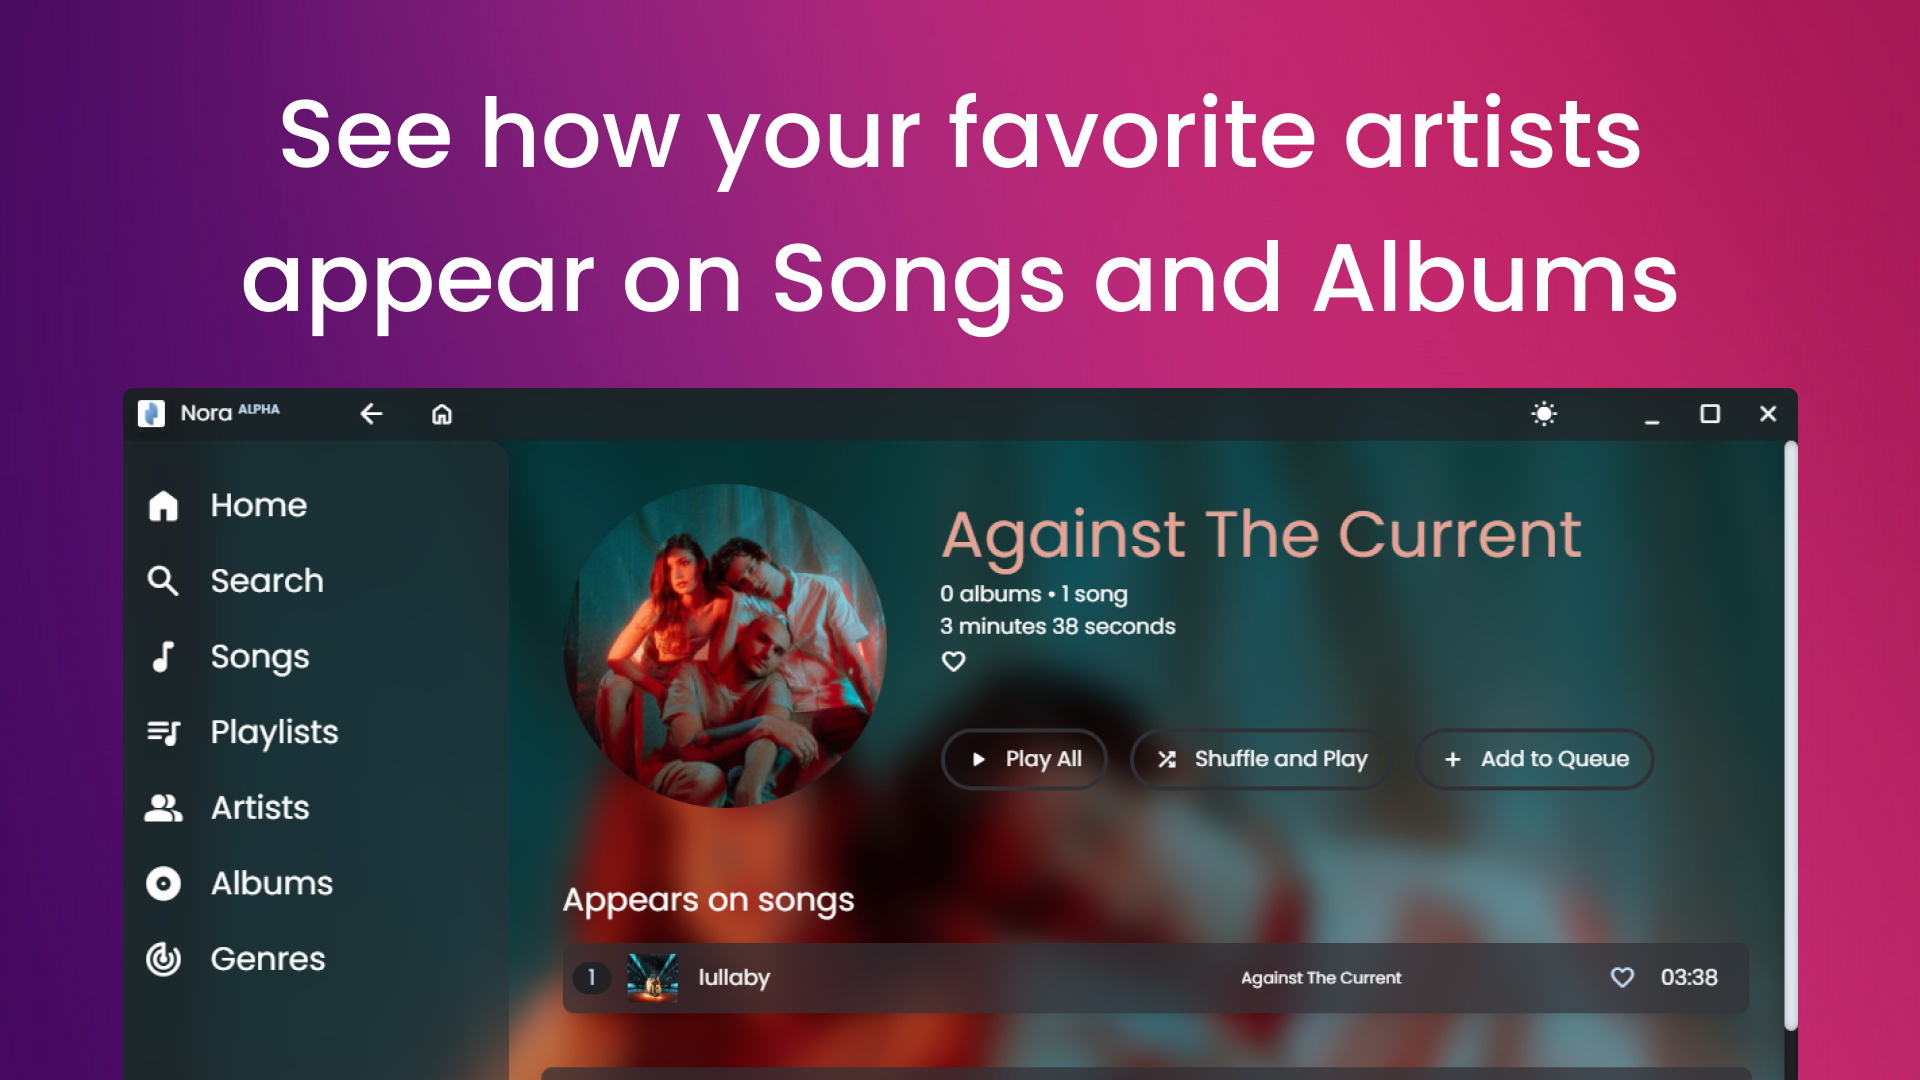 See how your favorite artists
appear on Songs and Albums
Nora ALPHA
Home
Search
Songs
Playlists
Artists
Albums
Genres
Against The Current
0 albums • 1 song
3 minutes 38 seconds
Play All
Shuffle and Play
Add to Queue
Appears on songs
1 lullaby Against The Current 03:38